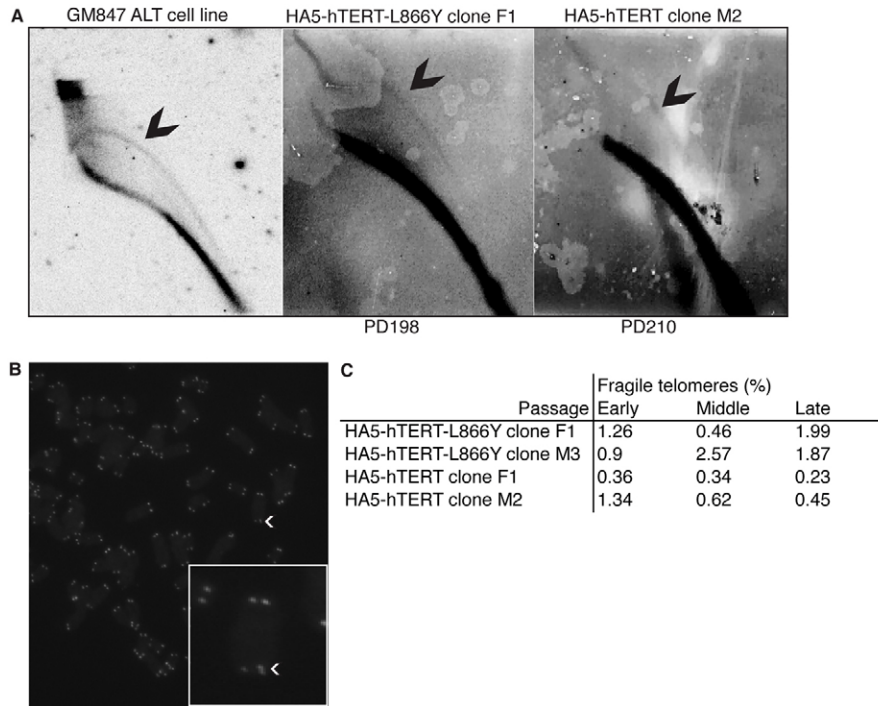 A
GM847 ALT cell line
HA5-hTERT-L866Y clone F1
HA5-hTERT clone M2
PD198
PD210
B
C
Fragile telomeres (%)
Passage Early Middle Late
HA5-hTERT-L866Y clone F1 1.26 0.46 1.99
HA5-hTERT-L866Y clone M3 0.9 2.57 1.87
HA5-hTERT clone F1 0.36 0.34 0.23
HA5-hTERT clone M2 1.34 0.62 0.45